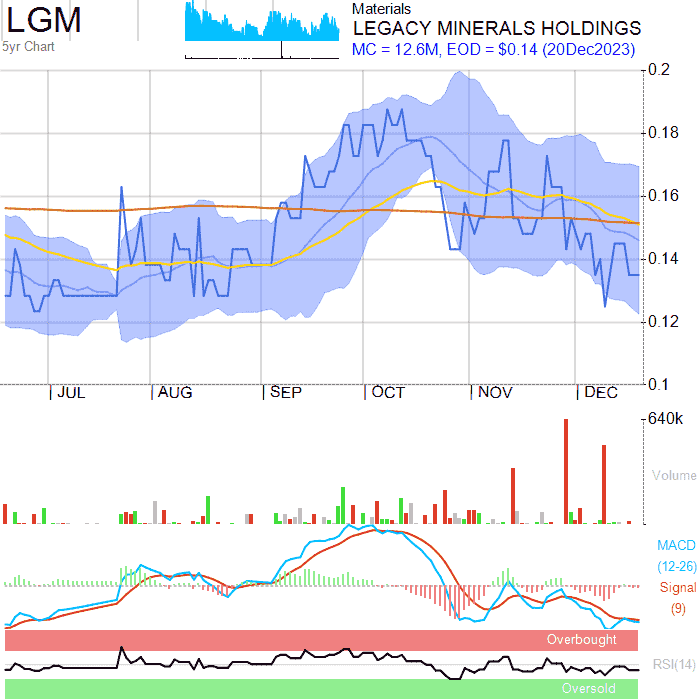 LGM
5yr Chart
Materials
LEGACY MINERALS HOLDINGS
MC = 12.6M, EOD = $0.14 (20Dec2023)
0.2
0.18
0.16
0.14
0.12
0.1
JUL AUG SEP OCT NOV DEC
640k
Volume
MACD
(12-26)
Signal
(9)
Overbought
RSI(14)
Oversold